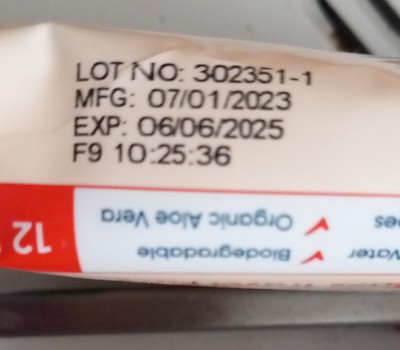 LOT NO: 302351-1
MFG: 07/01/2023
EXP: 06/06/2025
F9 10:25:36
12
Biodegradable
Organic Aloe Vera